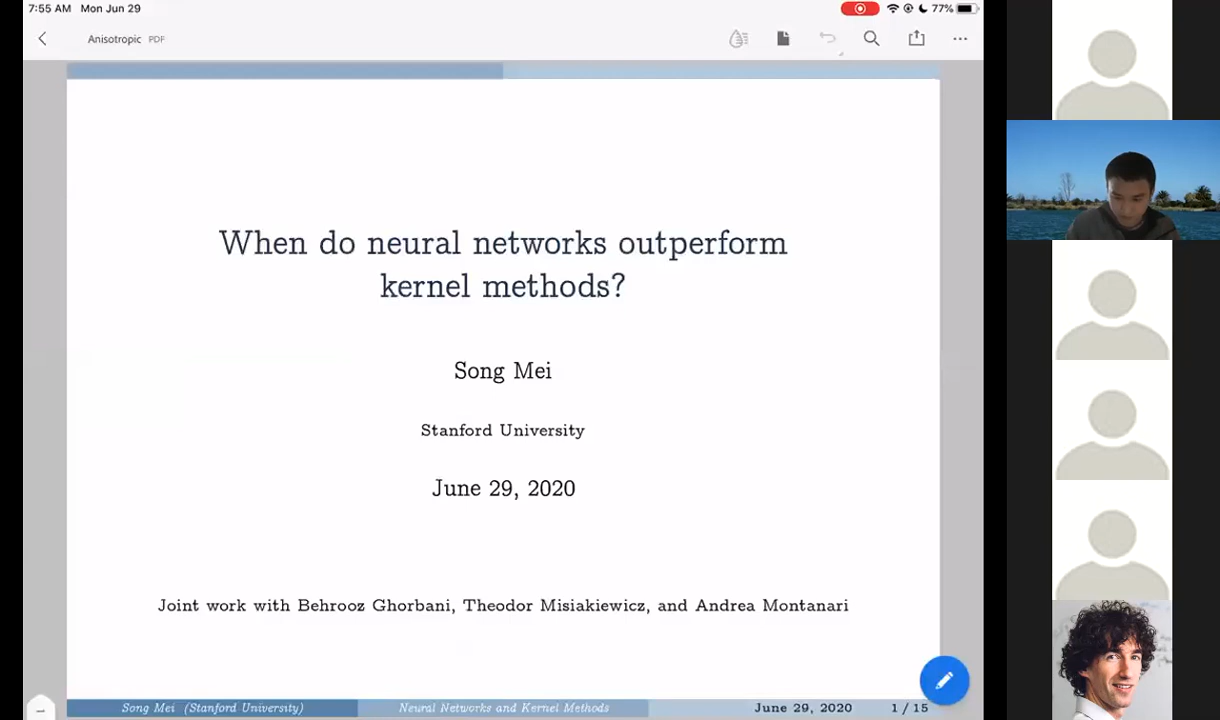 7:55 AM Mon Jun 29
77%
Anisotropic PDF
When do neural networks outperform
kernel methods?
Song Mei
Stanford University
June 29, 2020
Joint work with Behrooz Ghorbani, Theodor Misiakiewicz, and Andrea Montanari
Song Mei (Stanford University) Neural Networks and Kernel Methods June 29, 2020 1 / 15